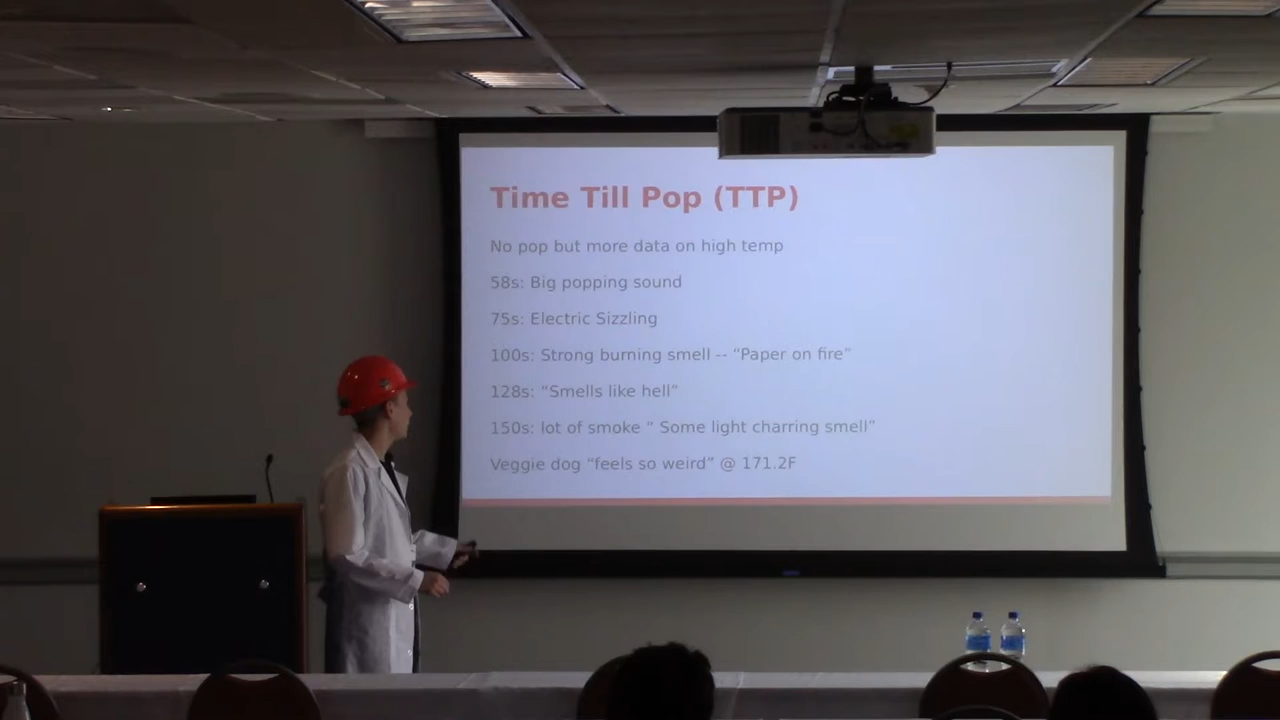 Time Till Pop (TTP)
No pop but more data on high temp
58s: Big popping sound
75s: Electric Sizzling
100s: Strong burning smell -- “Paper on fire”
128s: “Smells like hell”
150s: lot of smoke “ Some light charring smell”
Veggie dog “feels so weird” @ 171.2F